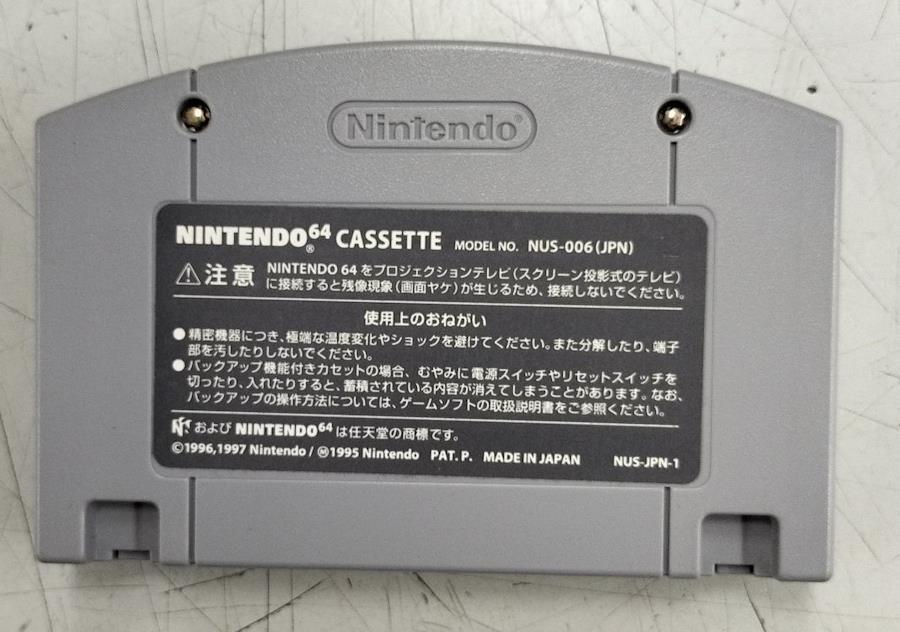 Nintendo®
NINTENDO64® CASSETTE MODEL NO. NUS-006(JPN)
⚠注意 NINTENDO 64をプロジェクションテレビ(スクリーン投影式のテレビ)
に接続すると残像現象(画面ヤケ)が生じるため、接続しないでください。
使用上のおねがい
●精密機器につき、極端な温度変化やショックを避けてください。また分解したり、端子
部を汚したりしないでください。
●バックアップ機能付きカセットの場合、むやみに電源スイッチやリセットスイッチを
切ったり、入れたりすると、蓄積されている内容が消えてしまうことがあります。なお、
バックアップの操作方法については、ゲームソフトの取扱説明書をご参照ください。
および NINTENDO64 は任天堂の商標です。
©1996,1997 Nintendo/Ⓜ1995 Nintendo PAT. P. MADE IN JAPAN NUS-JPN-1